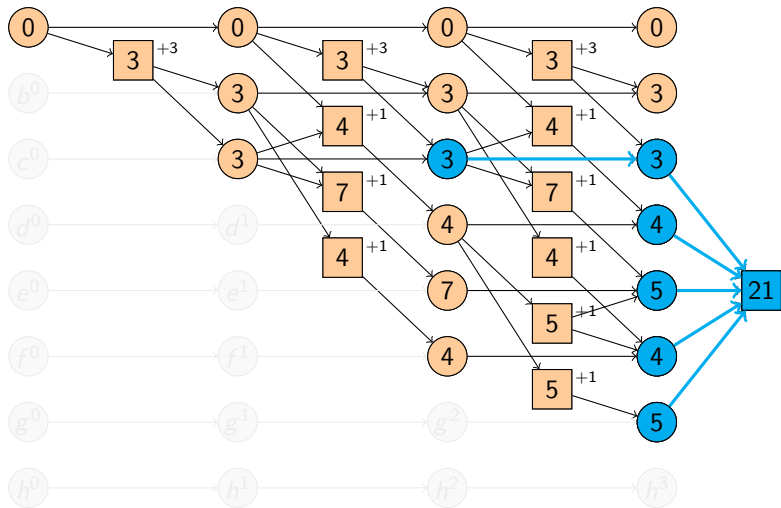 0 0 0 0
3 +3 3 +3 3 +3
b⁰ 3 3 3
4 +1 4 +1
c⁰ 3 3 3
7 +1 7 +1
d⁰ d¹ 4 4
4 +1 4 +1
e⁰ e¹ 7 5 21
5 +1
f⁰ f¹ 4 4
5 +1
g⁰ g¹ g² 5
h⁰ h¹ h² h³